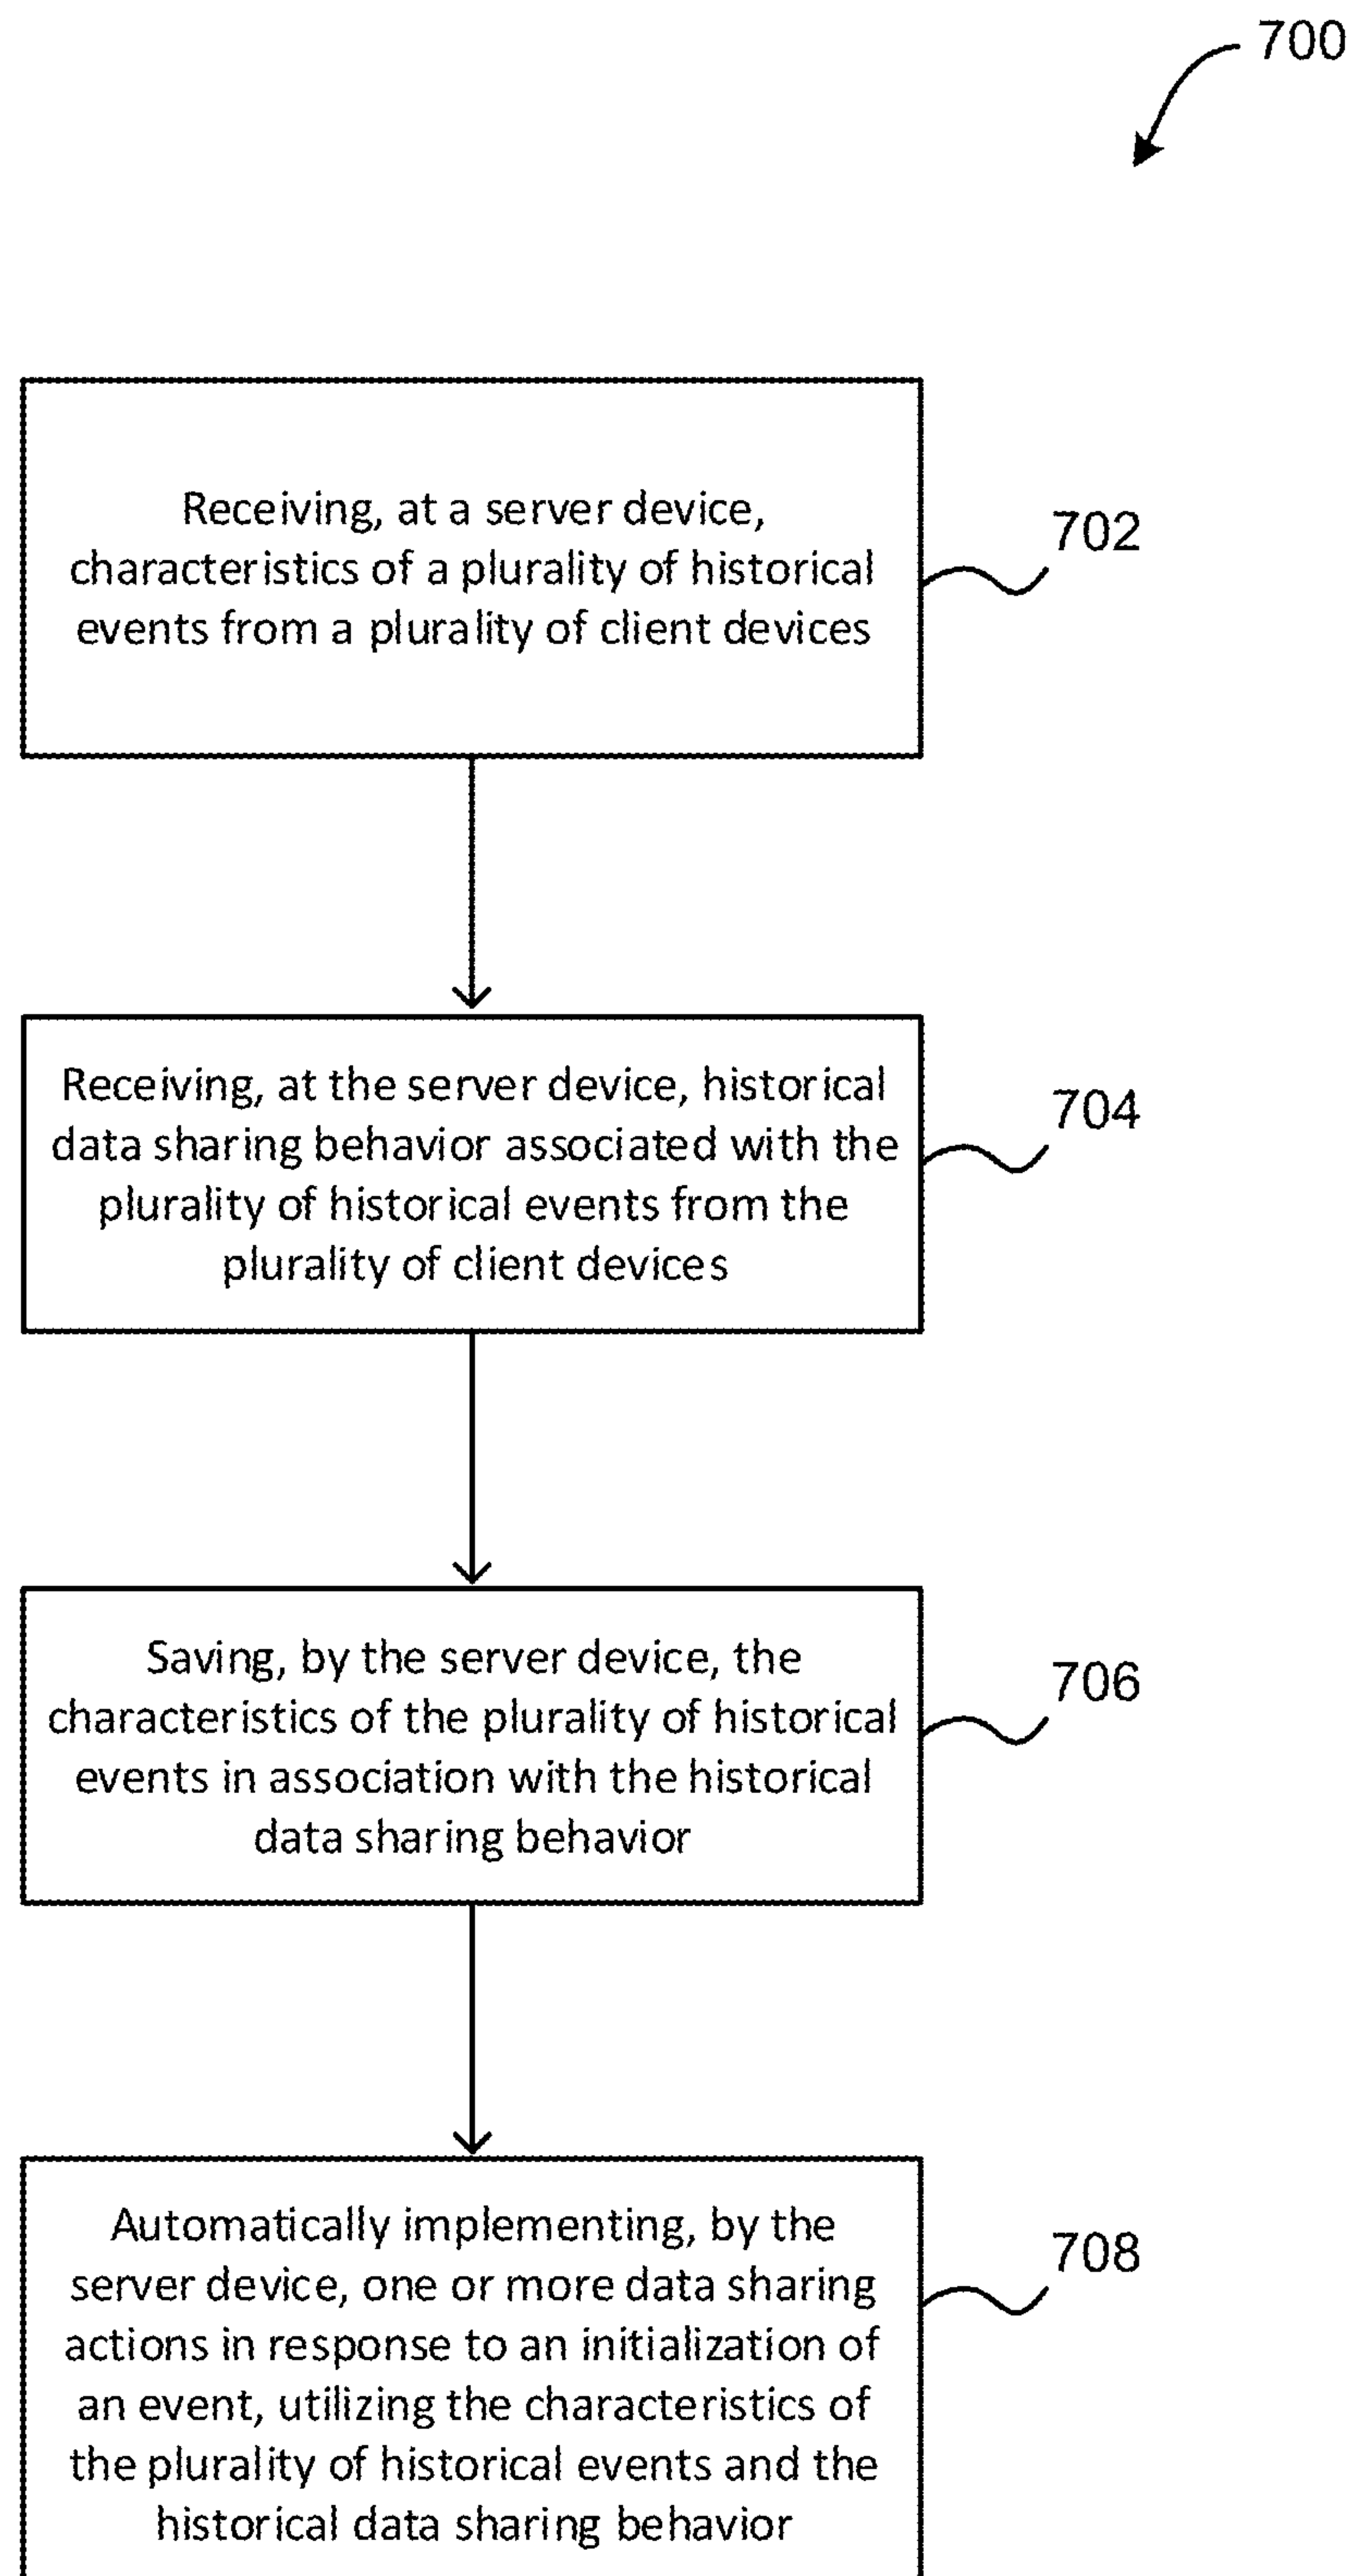 700
Receiving, at a server device,
characteristics of a plurality of historical
events from a plurality of client devices
702
Receiving, at the server device, historical
data sharing behavior associated with the
plurality of historical events from the
plurality of client devices
704
Saving, by the server device, the
characteristics of the plurality of historical
events in association with the historical
data sharing behavior
706
Automatically implementing, by the
server device, one or more data sharing
actions in response to an initialization of
an event, utilizing the characteristics of
the plurality of historical events and the
historical data sharing behavior
708